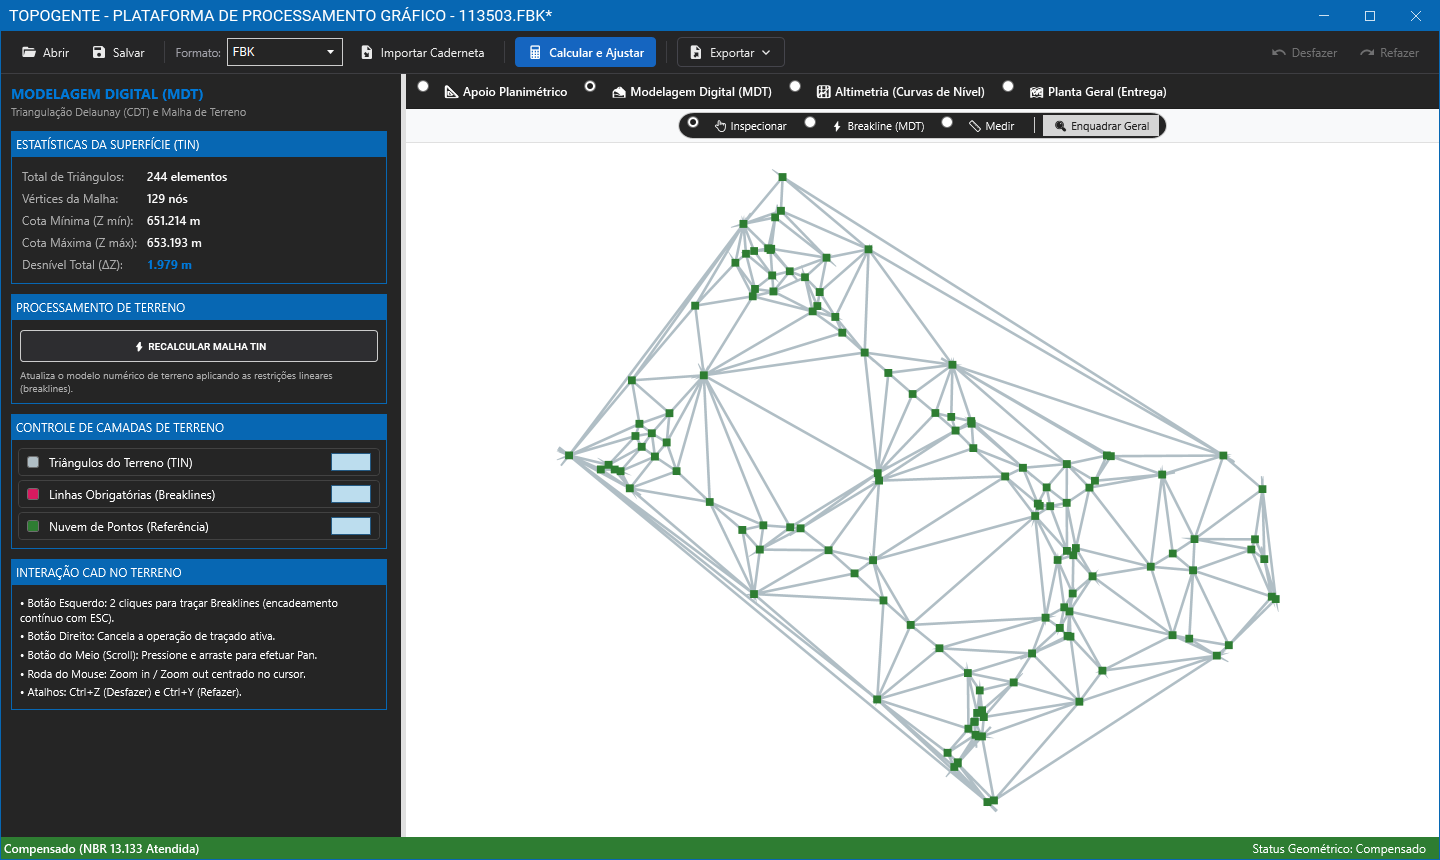 TOPOGENTE - PLATAFORMA DE PROCESSAMENTO GRÁFICO - 113503.FBK*
Abrir Salvar Formato: FBK Importar Caderneta Calcular e Ajustar Exportar Desfazer Refazer
Apoio Planimétrico Modelagem Digital (MDT) Altimetria (Curvas de Nível) Planta Geral (Entrega)
Inspecionar Breakline (MDT) Medir Enquadrar Geral
MODELAGEM DIGITAL (MDT)
Triangulação Delaunay (CDT) e Malha de Terreno
ESTATÍSTICAS DA SUPERFÍCIE (TIN)
Total de Triângulos: 244 elementos
Vértices da Malha: 129 nós
Cota Mínima (Z mín): 651.214 m
Cota Máxima (Z máx): 653.193 m
Desnível Total (ΔZ): 1.979 m
PROCESSAMENTO DE TERRENO
RECALCULAR MALHA TIN
Atualiza o modelo numérico de terreno aplicando as restrições lineares
(breaklines).
CONTROLE DE CAMADAS DE TERRENO
Triângulos do Terreno (TIN)
Linhas Obrigatórias (Breaklines)
Nuvem de Pontos (Referência)
INTERAÇÃO CAD NO TERRENO
• Botão Esquerdo: 2 cliques para traçar Breaklines (encadeamento
contínuo com ESC).
• Botão Direito: Cancela a operação de traçado ativa.
• Botão do Meio (Scroll): Pressione e arraste para efetuar Pan.
• Roda do Mouse: Zoom in / Zoom out centrado no cursor.
• Atalhos: Ctrl+Z (Desfazer) e Ctrl+Y (Refazer).
Compensado (NBR 13.133 Atendida) Status Geométrico: Compensado